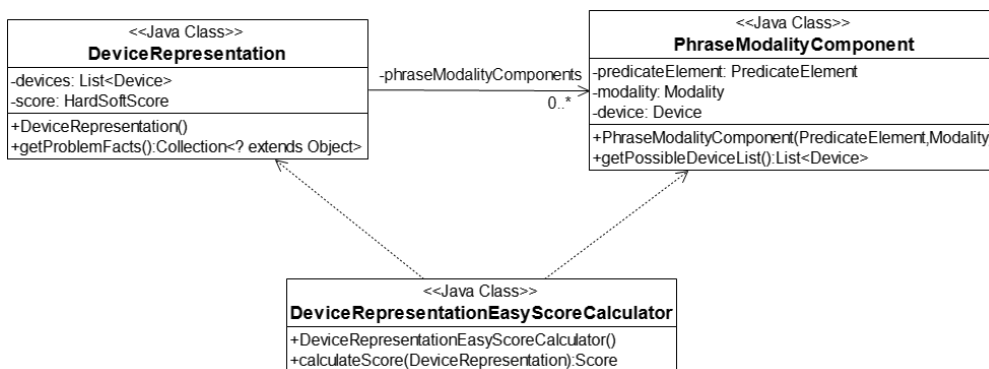 <<Java Class>>
DeviceRepresentation
-devices: List<Device>
-score: HardSoftScore
+DeviceRepresentation()
+getProblemFacts():Collection<? extends Object>
-phraseModalityComponents
0..*
<<Java Class>>
PhraseModalityComponent
-predicateElement: PredicateElement
-modality: Modality
-device: Device
+PhraseModalityComponent(PredicateElement,Modality
+getPossibleDeviceList():List<Device>
<<Java Class>>
DeviceRepresentationEasyScoreCalculator
+DeviceRepresentationEasyScoreCalculator()
+calculateScore(DeviceRepresentation):Score